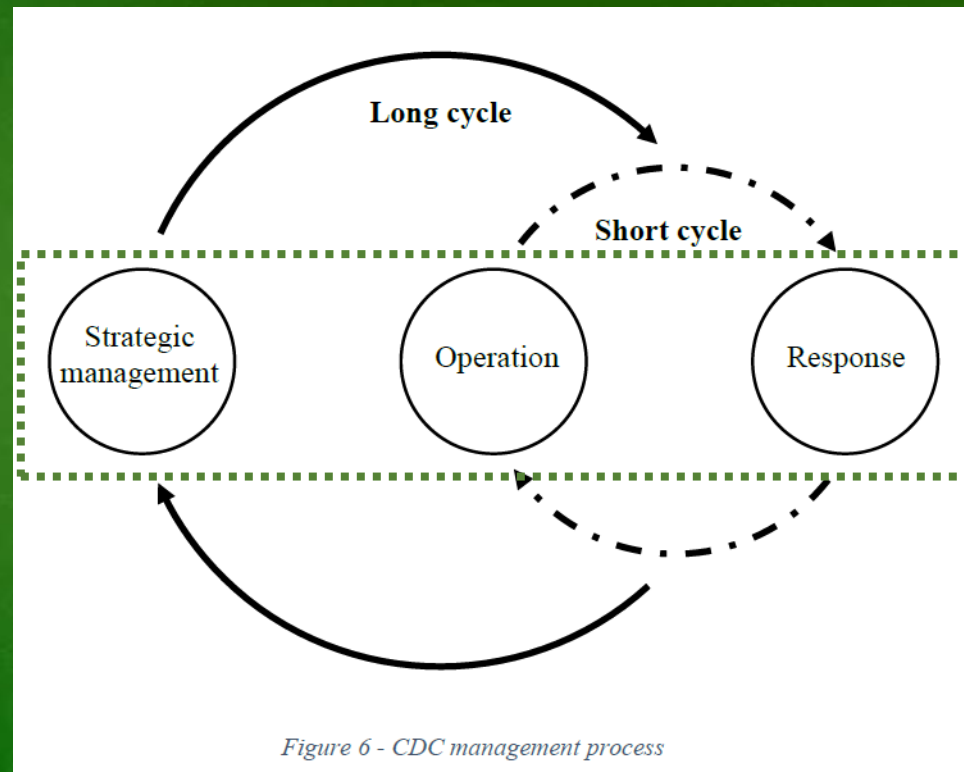 Long cycle
Short cycle
Strategic
management
Operation
Response
Figure 6 - CDC management process